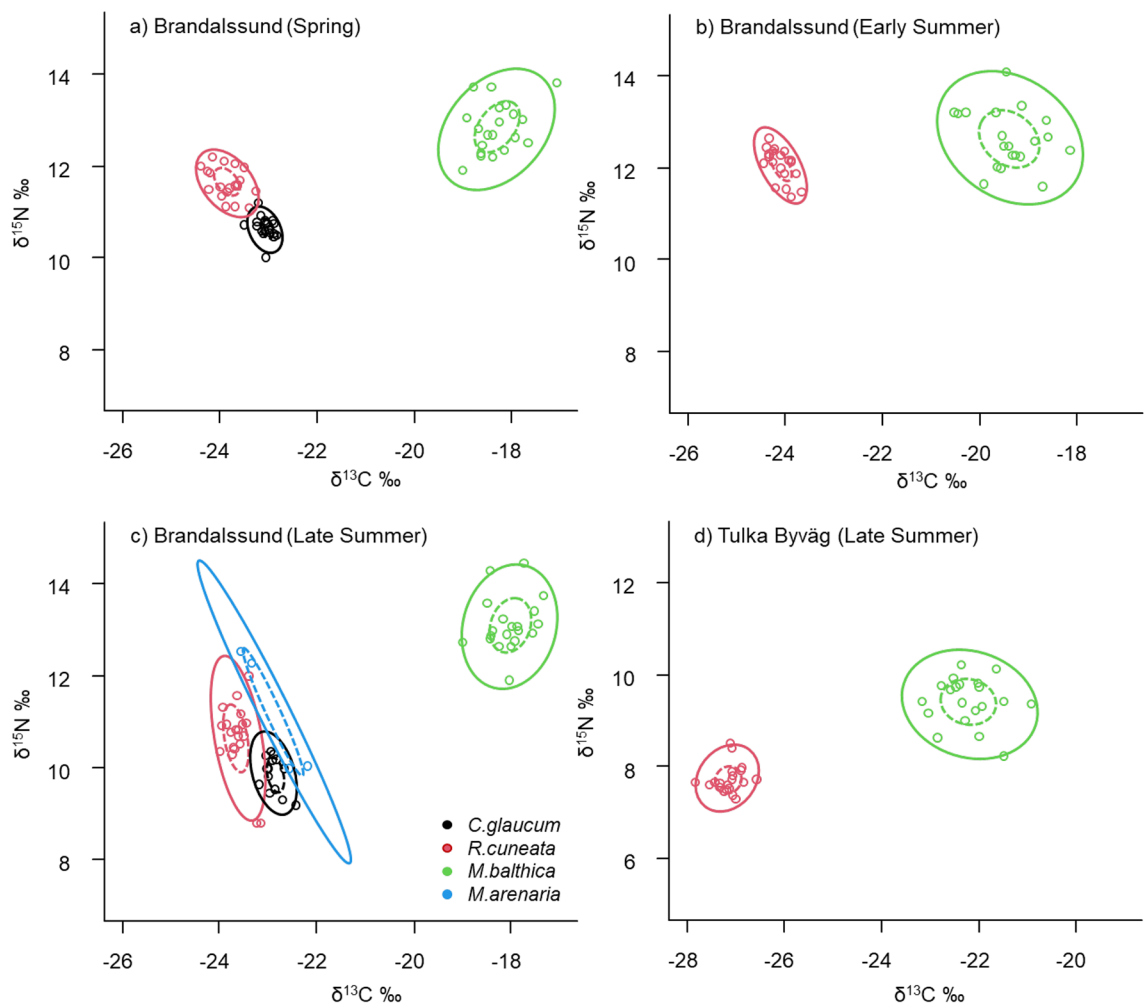 a) Brandalssund (Spring)
14
12
10
8
δ15N ‰
-26
-24
-22
-20
-18
δ13C ‰
b) Brandalssund (Early Summer)
14
12
10
8
δ15N ‰
-26
-24
-22
-20
-18
δ13C ‰
c) Brandalssund (Late Summer)
14
12
10
8
δ15N ‰
C.glaucum
R.cuneata
M.balthica
M.arenaria
-26
-24
-22
-20
-18
δ13C ‰
d) Tulka Byväg (Late Summer)
12
10
8
6
δ15N ‰
-28
-26
-24
-22
-20
δ13C ‰